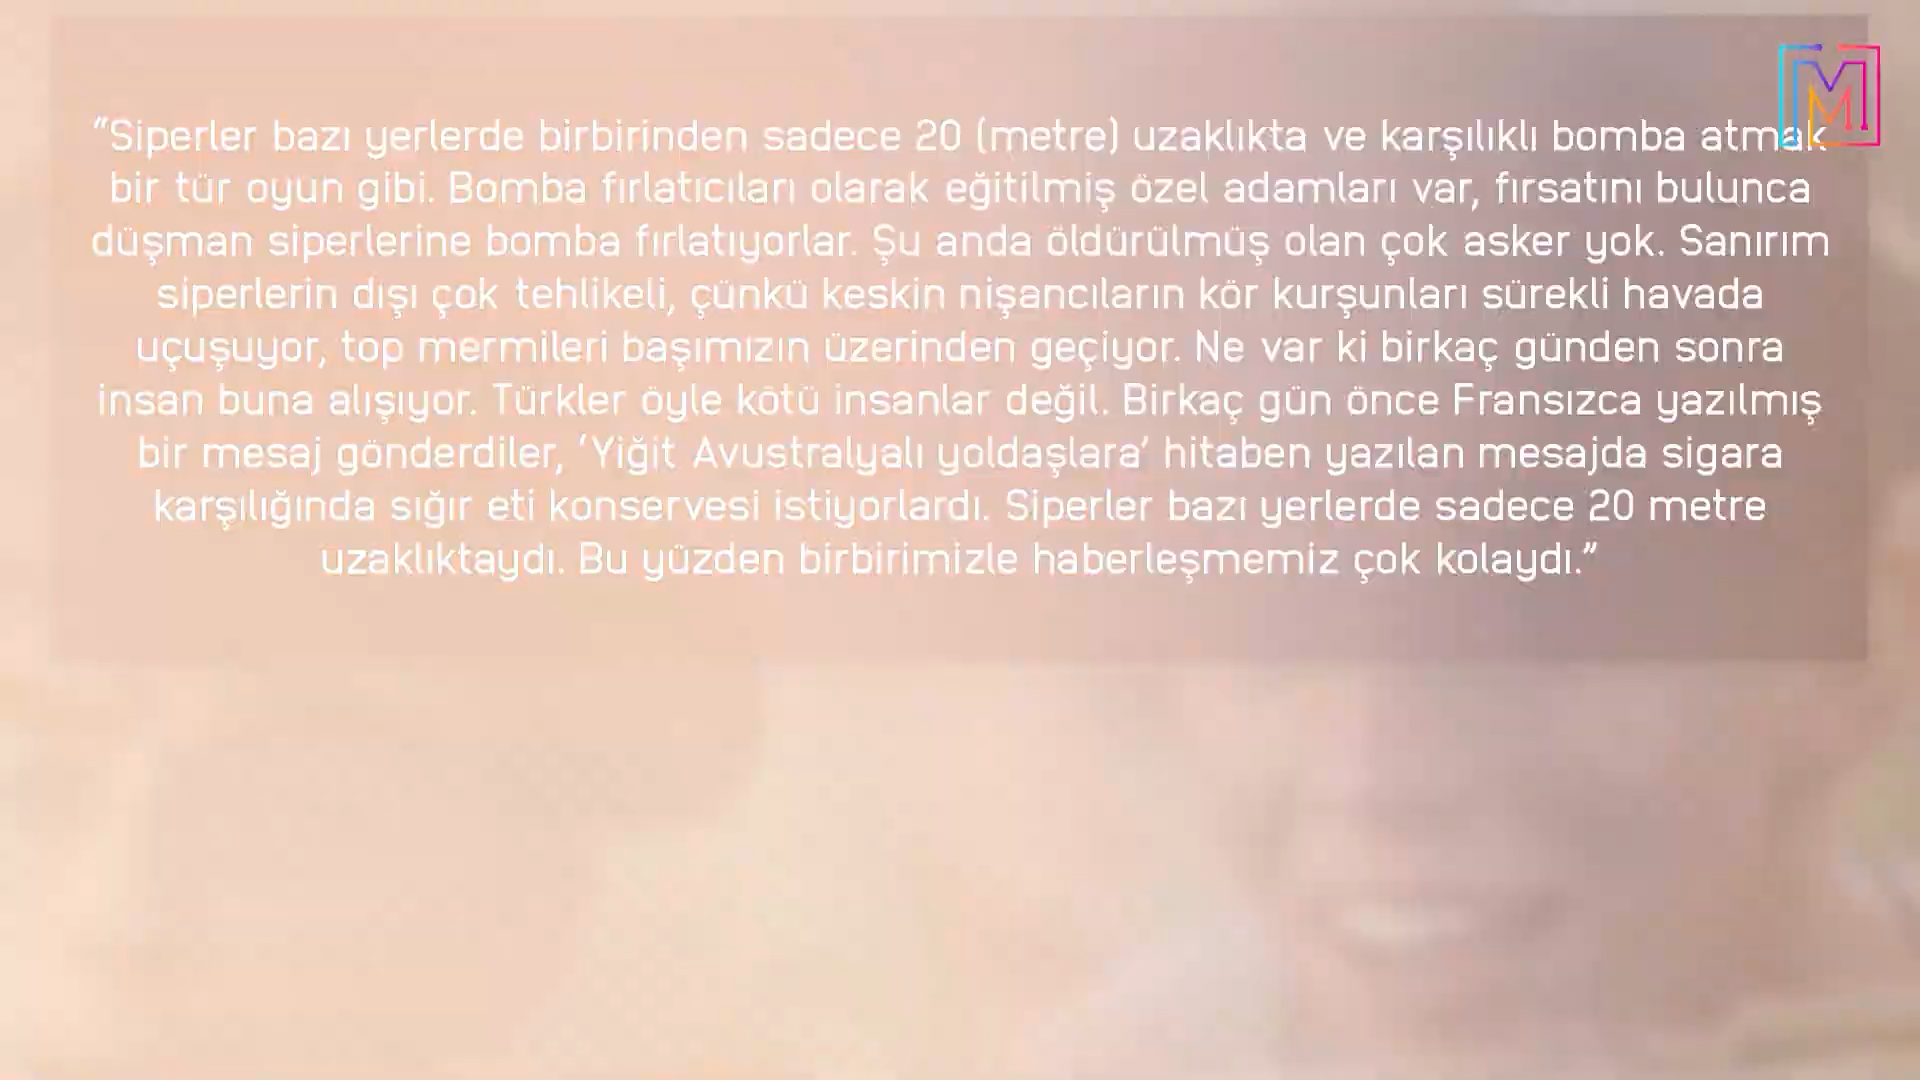 “Siperler bazı yerlerde birbirinden sadece 20 (metre) uzaklıkta ve karşılıklı bomba atmak
bir tür oyun gibi. Bomba fırlatıcıları olarak eğitilmiş özel adamları var, fırsatını bulunca
düşman siperlerine bomba fırlatıyorlar. Şu anda öldürülmüş olan çok asker yok. Sanırım
siperlerin dışı çok tehlikeli, çünkü keskin nişancıların kör kurşunları sürekli havada
uçuşuyor, top mermileri başımızın üzerinden geçiyor. Ne var ki birkaç günden sonra
insan buna alışıyor. Türkler öyle kötü insanlar değil. Birkaç gün önce Fransızca yazılmış
bir mesaj gönderdiler, ‘Yiğit Avustralyalı yoldaşlara’ hitaben yazılan mesajda sigara
karşılığında sığır eti konservesi istiyorlardı. Siperler bazı yerlerde sadece 20 metre
uzaklıktaydı. Bu yüzden birbirimizle haberleşmemiz çok kolaydı.”